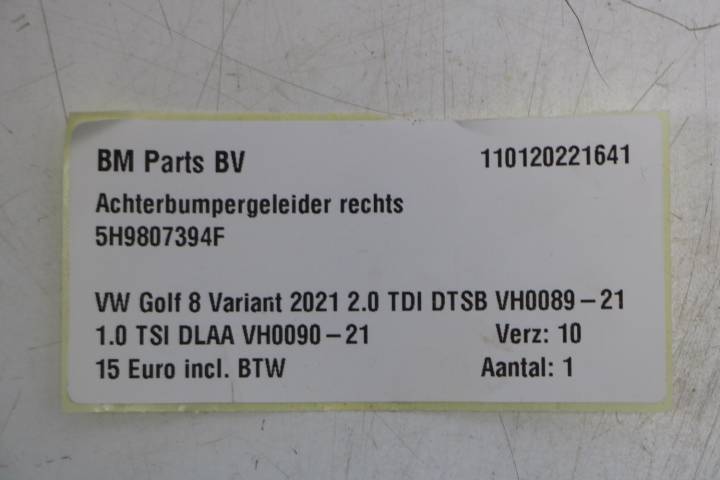 BM Parts BV 110120221641
Achterbumpergeleider rechts
5H9807394F
VW Golf 8 Variant 2021 2.0 TDI DTSB VH0089-21
1.0 TSI DLAA VH0090-21 Verz: 10
15 Euro incl. BTW Aantal: 1